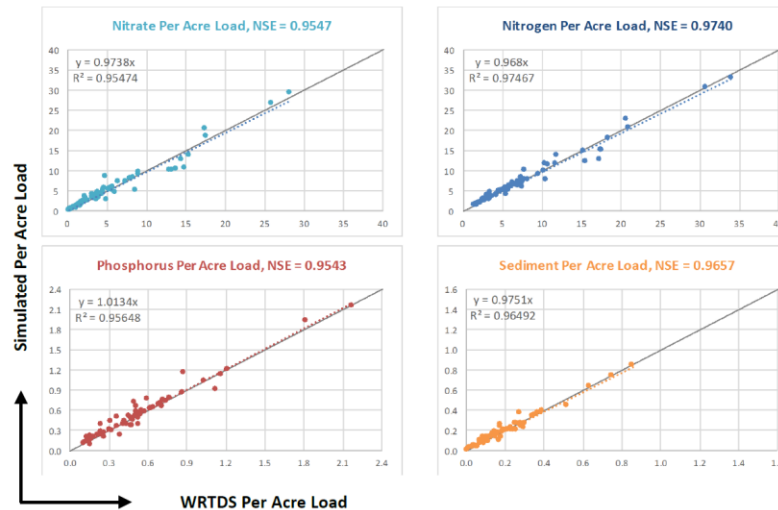 Nitrate Per Acre Load, NSE = 0.9547
40
35
30
25
20
15
10
5
0
y = 0.9738x
R² = 0.95474
0 5 10 15 20 25 30 35 40
Nitrogen Per Acre Load, NSE = 0.9740
40
35
30
25
20
15
10
5
0
y = 0.968x
R² = 0.97467
0 5 10 15 20 25 30 35 40
Phosphorus Per Acre Load, NSE = 0.9543
2.4
2.1
1.8
1.5
1.2
0.9
0.6
0.3
0.0
y = 1.0134x
R² = 0.95648
0.0 0.3 0.6 0.9 1.2 1.5 1.8 2.1 2.4
Sediment Per Acre Load, NSE = 0.9657
1.6
1.4
1.2
1.0
0.8
0.6
0.4
0.2
0.0
y = 0.9751x
R² = 0.96492
0.0 0.2 0.4 0.6 0.8 1.0 1.2 1.4
Simulated Per Acre Load
WRTDS Per Acre Load